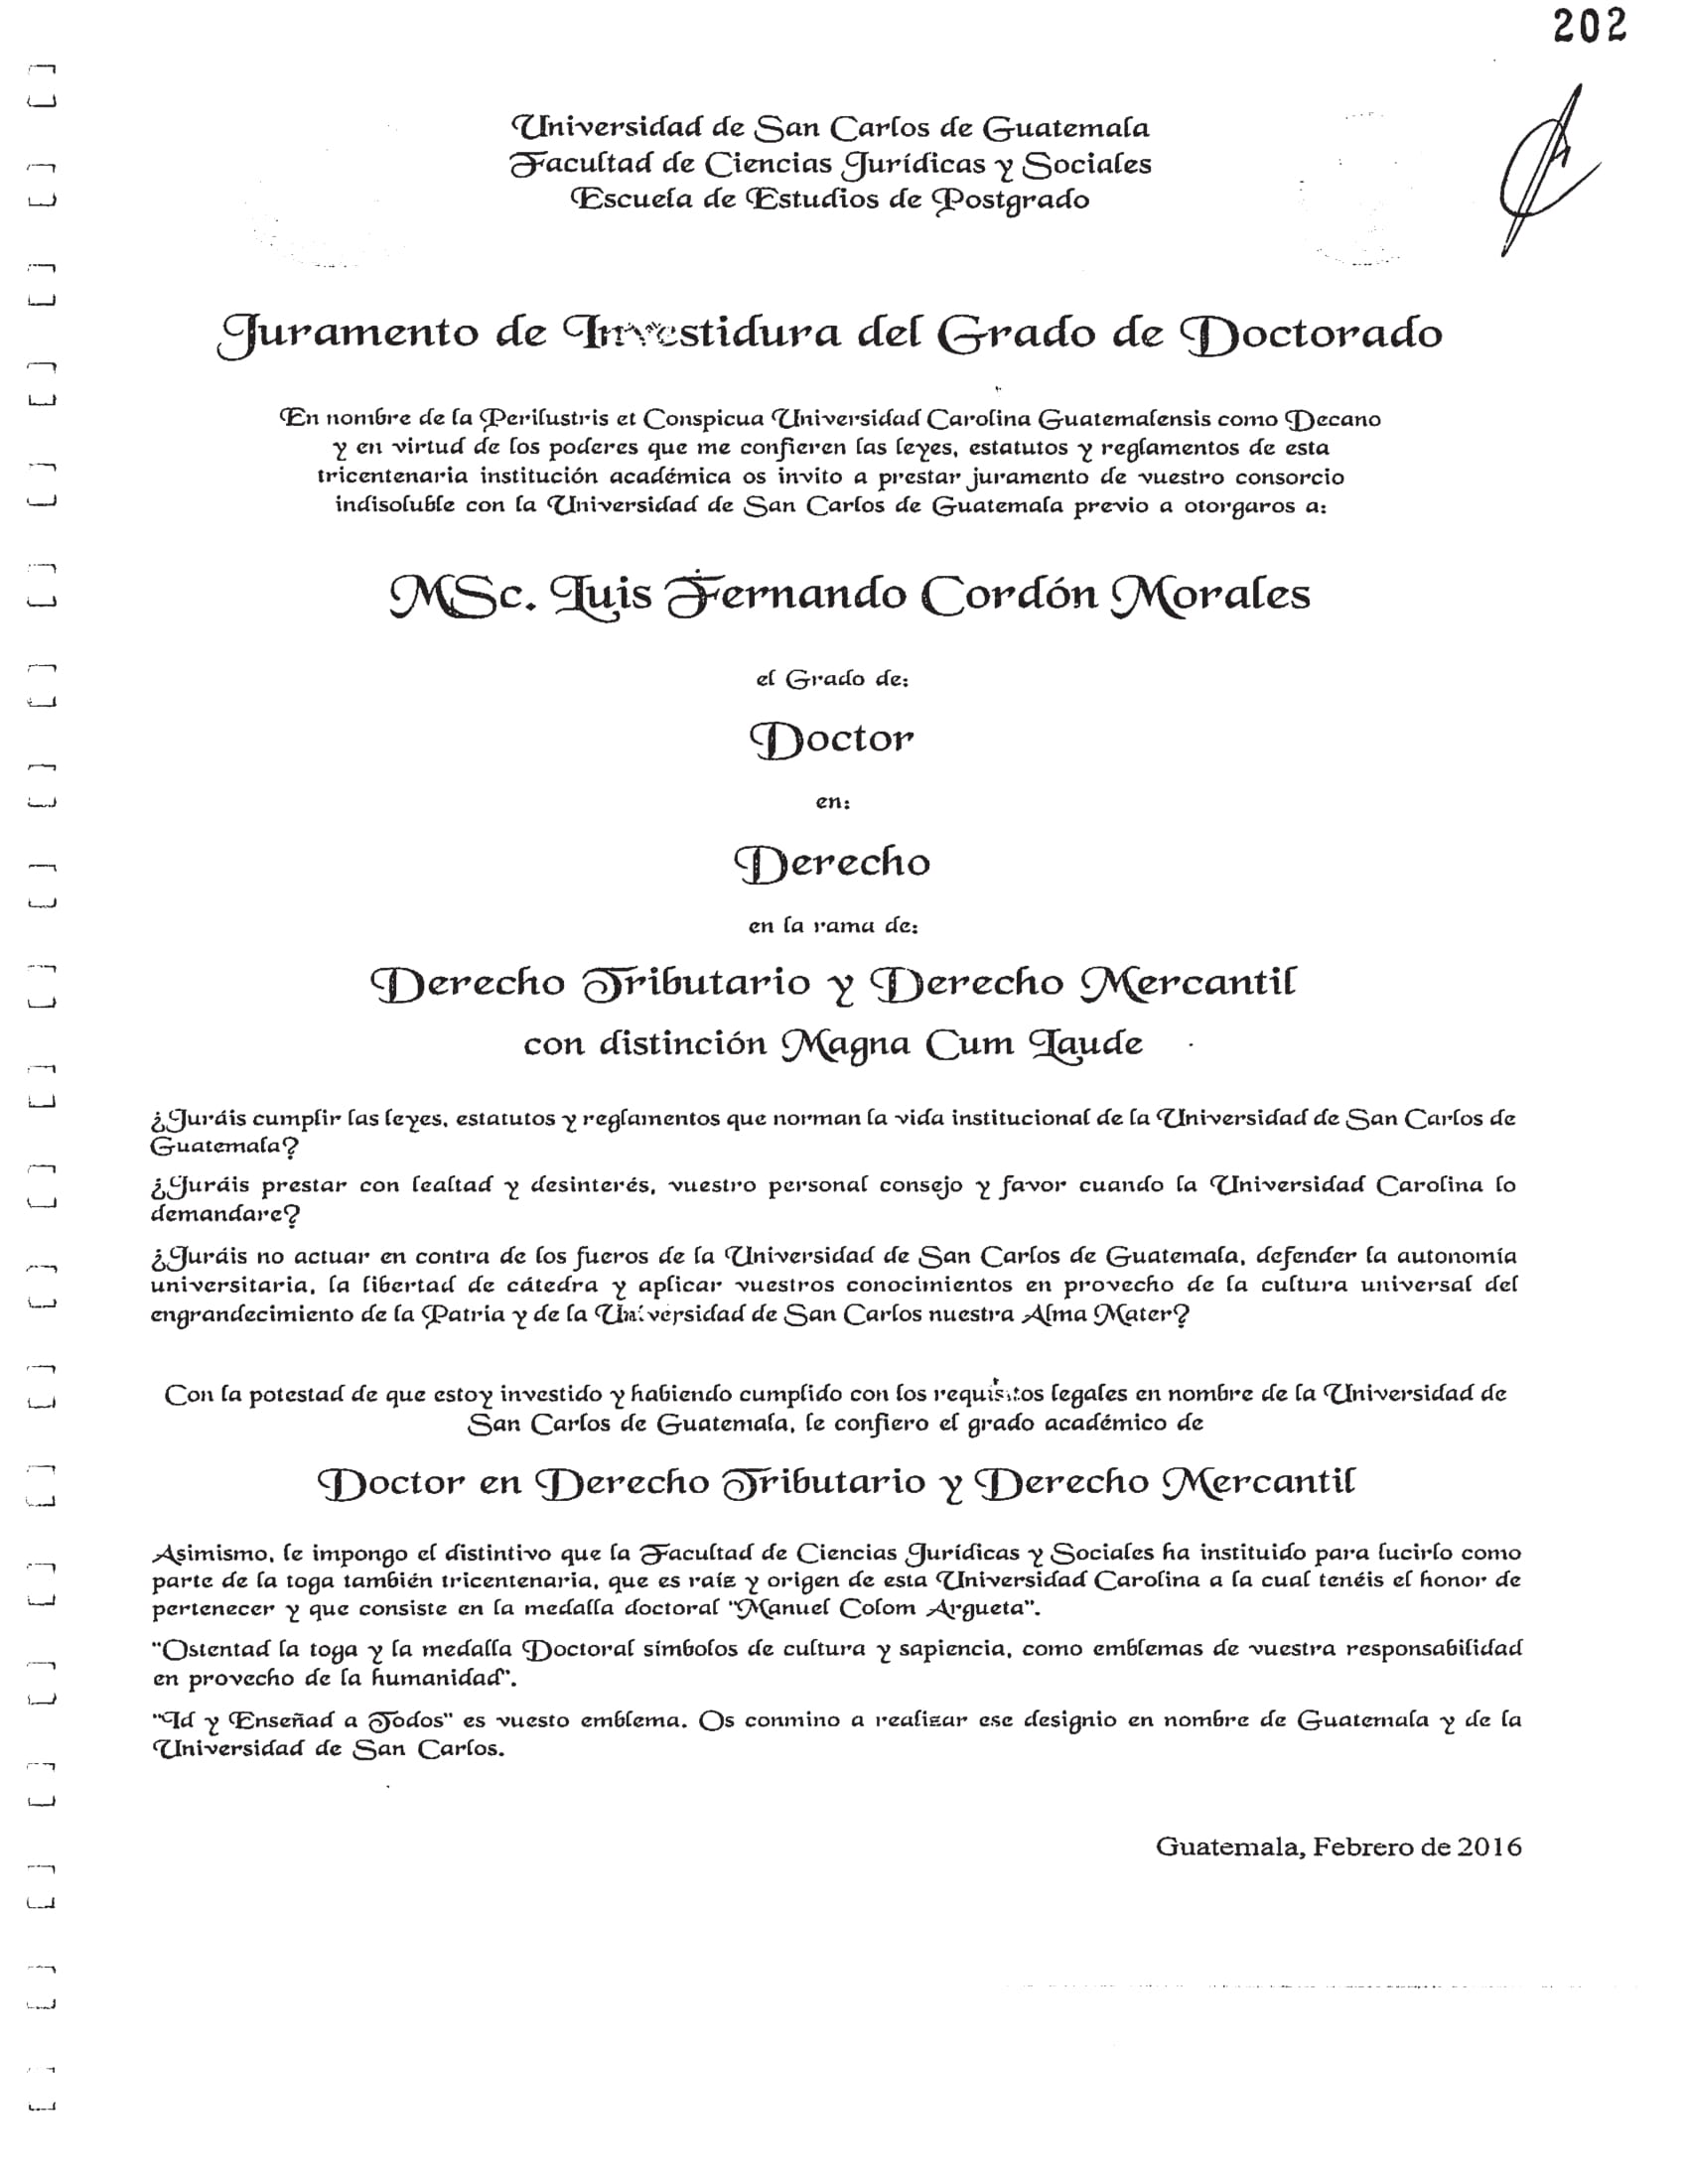 202
Universidad de San Carlos de Guatemala
Facultad de Ciencias Jurídicas y Sociales
Escuela de Estudios de Postgrado
Juramento de Investidura del Grado de Doctorado
En nombre de la Perilustris et Conspicua Universidad Carolina Guatemalensis como Decano
y en virtud de los poderes que me confieren las leyes, estatutos y reglamentos de esta
tricentenaria institución académica os invito a prestar juramento de vuestro consorcio
indisoluble con la Universidad de San Carlos de Guatemala previo a otorgaros a:
MSc. Luis Fernando Cordón Morales
el Grado de:
Doctor
en:
Derecho
en la rama de:
Derecho Tributario y Derecho Mercantil
con distinción Magna Cum Laude
¿Juráis cumplir las leyes, estatutos y reglamentos que norman la vida institucional de la Universidad de San Carlos de
Guatemala?
¿Juráis prestar con lealtad y desinterés, vuestro personal consejo y favor cuando la Universidad Carolina lo
demandare?
¿Juráis no actuar en contra de los fueros de la Universidad de San Carlos de Guatemala, defender la autonomía
universitaria, la libertad de cátedra y aplicar vuestros conocimientos en provecho de la cultura universal del
engrandecimiento de la Patria y de la Universidad de San Carlos nuestra Alma Mater?
Con la potestad de que estoy investido y habiendo cumplido con los requisitos legales en nombre de la Universidad de
San Carlos de Guatemala, le confiero el grado académico de
Doctor en Derecho Tributario y Derecho Mercantil
Asimismo, le impongo el distintivo que la Facultad de Ciencias Jurídicas y Sociales ha instituido para lucirlo como
parte de la toga también tricentenaria, que es raíz y origen de esta Universidad Carolina a la cual tenéis el honor de
pertenecer y que consiste en la medalla doctoral "Manuel Colom Argueta".
"Ostentad la toga y la medalla Doctoral símbolos de cultura y sapiencia, como emblemas de vuestra responsabilidad
en provecho de la humanidad".
"Id y Enseñad a Todos" es vuesto emblema. Os conmino a realizar ese designio en nombre de Guatemala y de la
Universidad de San Carlos.
Guatemala, Febrero de 2016